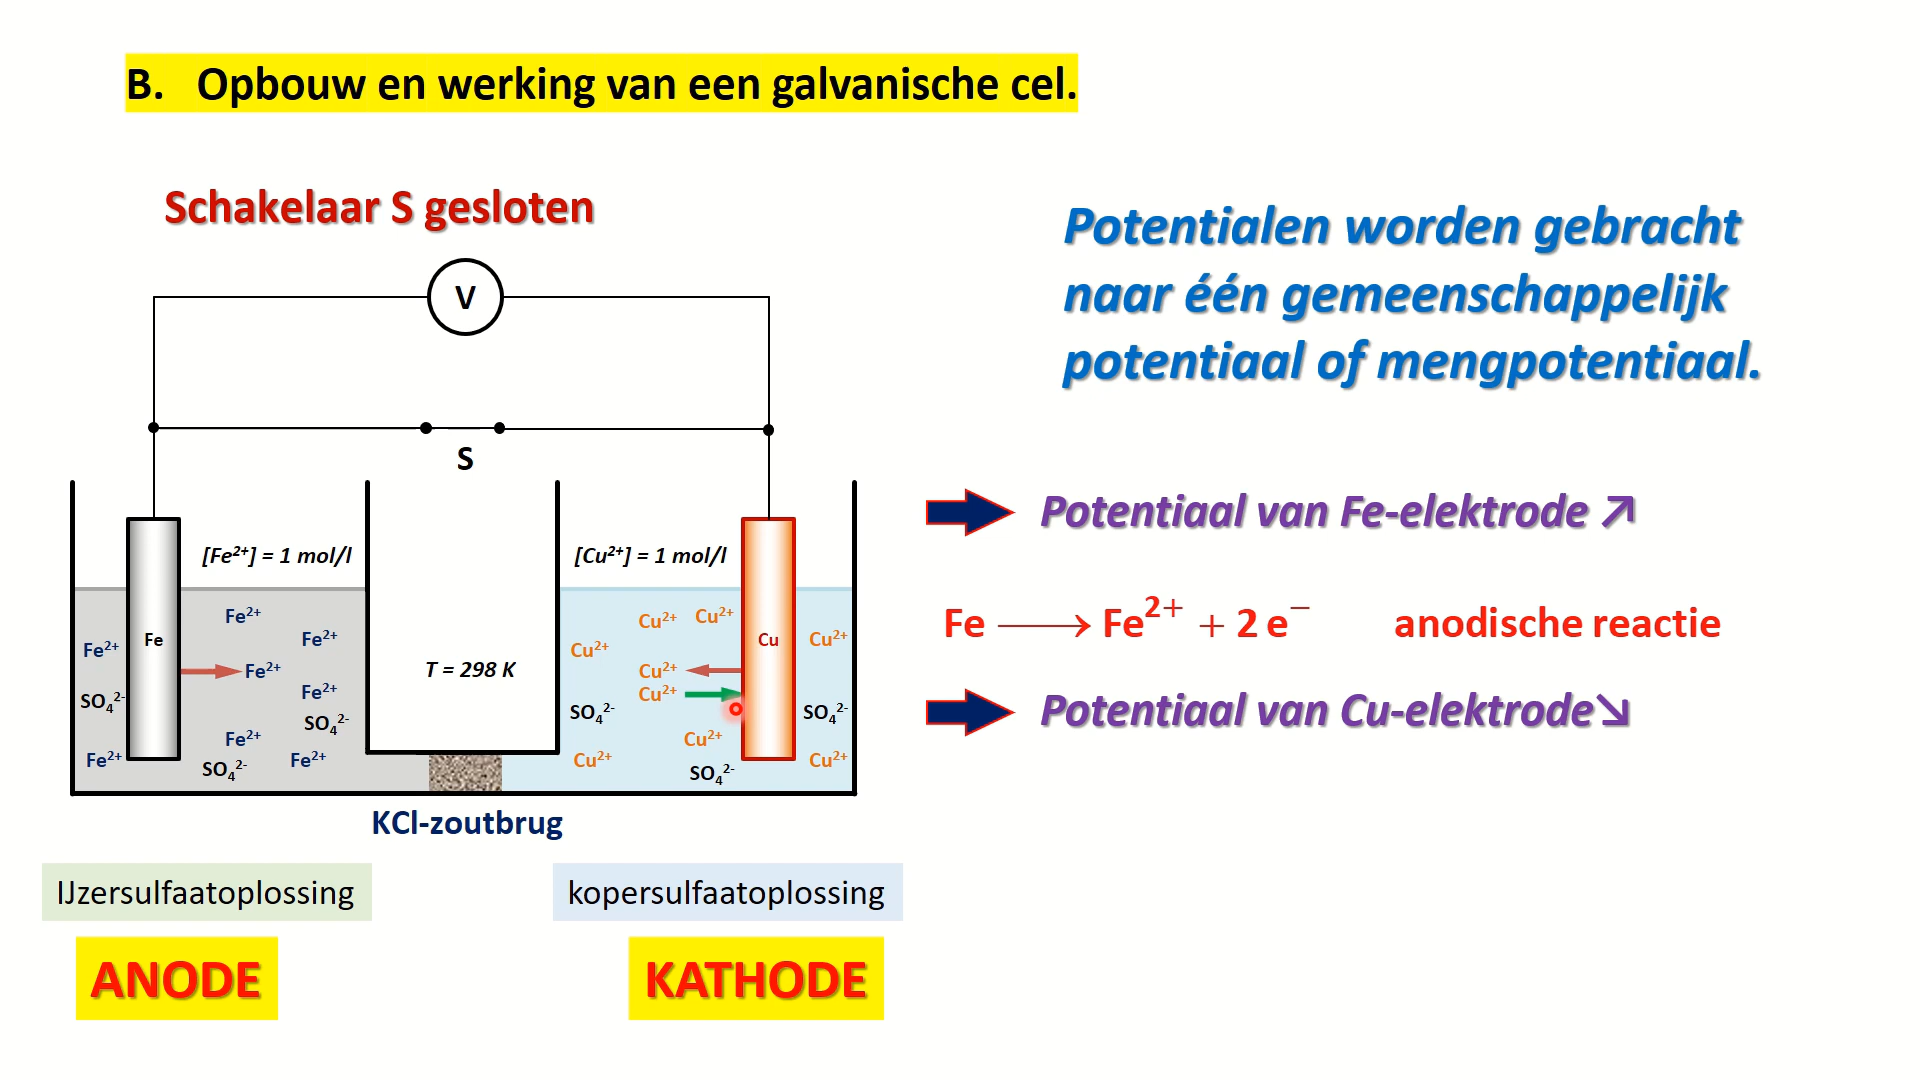 B. Opbouw en werking van een galvanische cel.
Schakelaar S gesloten
Potentialen worden gebracht
naar één gemeenschappelijk
potentiaal of mengpotentiaal.
V
S
[Fe²⁺] = 1 mol/l
[Cu²⁺] = 1 mol/l
Potentiaal van Fe-elektrode ↗
Fe²⁺
Fe²⁺
Fe²⁺
Fe
Fe²⁺
Fe²⁺
SO₄²⁻
SO₄²⁻
Fe²⁺
Fe²⁺
Fe²⁺
SO₄²⁻
T = 298 K
Cu²⁺ Cu²⁺
Cu²⁺
Cu
Cu²⁺
Cu²⁺
Cu²⁺
SO₄²⁻
SO₄²⁻
Cu²⁺
Cu²⁺
Cu²⁺
SO₄²⁻
Fe ⟶ Fe²⁺ + 2 e⁻ anodische reactie
Potentiaal van Cu-elektrode↘
KCl-zoutbrug
IJzersulfaatoplossing
kopersulfaatoplossing
ANODE
KATHODE